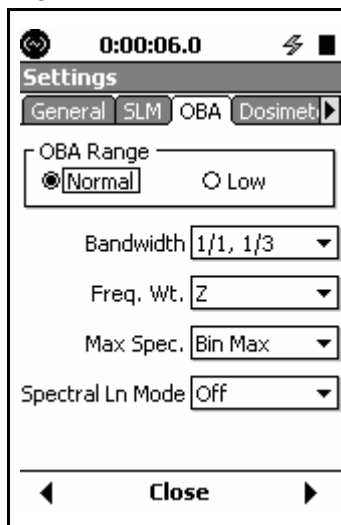 0:00:06.0
Settings
General SLM OBA Dosimet
OBA Range
Normal Low
Bandwidth 1/1, 1/3
Freq. Wt. Z
Max Spec. Bin Max
Spectral Ln Mode Off
Close